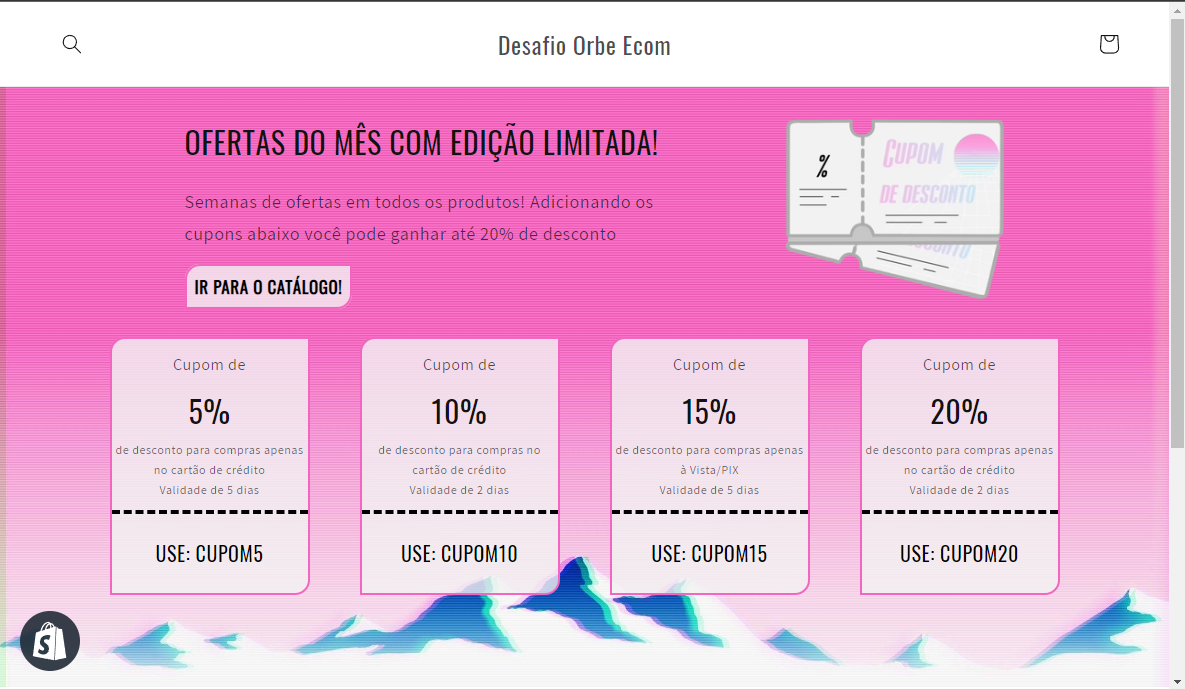 Desafio Orbe Ecom
OFERTAS DO MÊS COM EDIÇÃO LIMITADA!
Semanas de ofertas em todos os produtos! Adicionando os
cupons abaixo você pode ganhar até 20% de desconto
IR PARA O CATÁLOGO!
%
CUPOM
DE DESCONTO
DESCONTO
Cupom de
5%
de desconto para compras apenas
no cartão de crédito
Validade de 5 dias
USE: CUPOM5
Cupom de
10%
de desconto para compras no
cartão de crédito
Validade de 2 dias
USE: CUPOM10
Cupom de
15%
de desconto para compras apenas
à Vista/PIX
Validade de 5 dias
USE: CUPOM15
Cupom de
20%
de desconto para compras apenas
no cartão de crédito
Validade de 2 dias
USE: CUPOM20
S